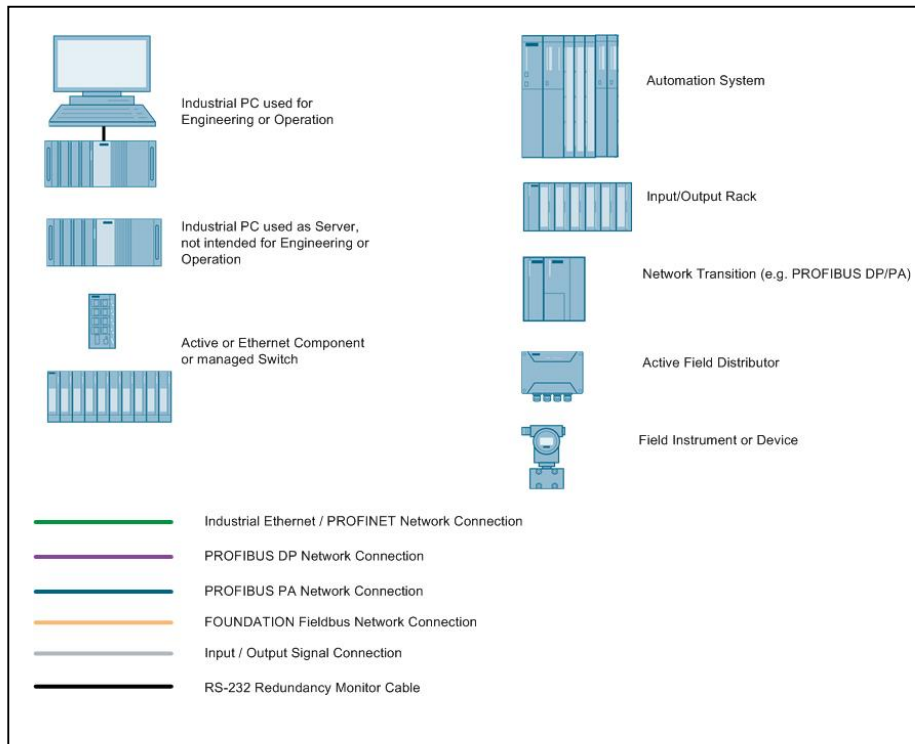 Industrial PC used for
Engineering or Operation
Industrial PC used as Server,
not intended for Engineering or
Operation
Active or Ethernet Component
or managed Switch
Automation System
Input/Output Rack
Network Transition (e.g. PROFIBUS DP/PA)
Active Field Distributor
Field Instrument or Device
Industrial Ethernet / PROFINET Network Connection
PROFIBUS DP Network Connection
PROFIBUS PA Network Connection
FOUNDATION Fieldbus Network Connection
Input / Output Signal Connection
RS-232 Redundancy Monitor Cable